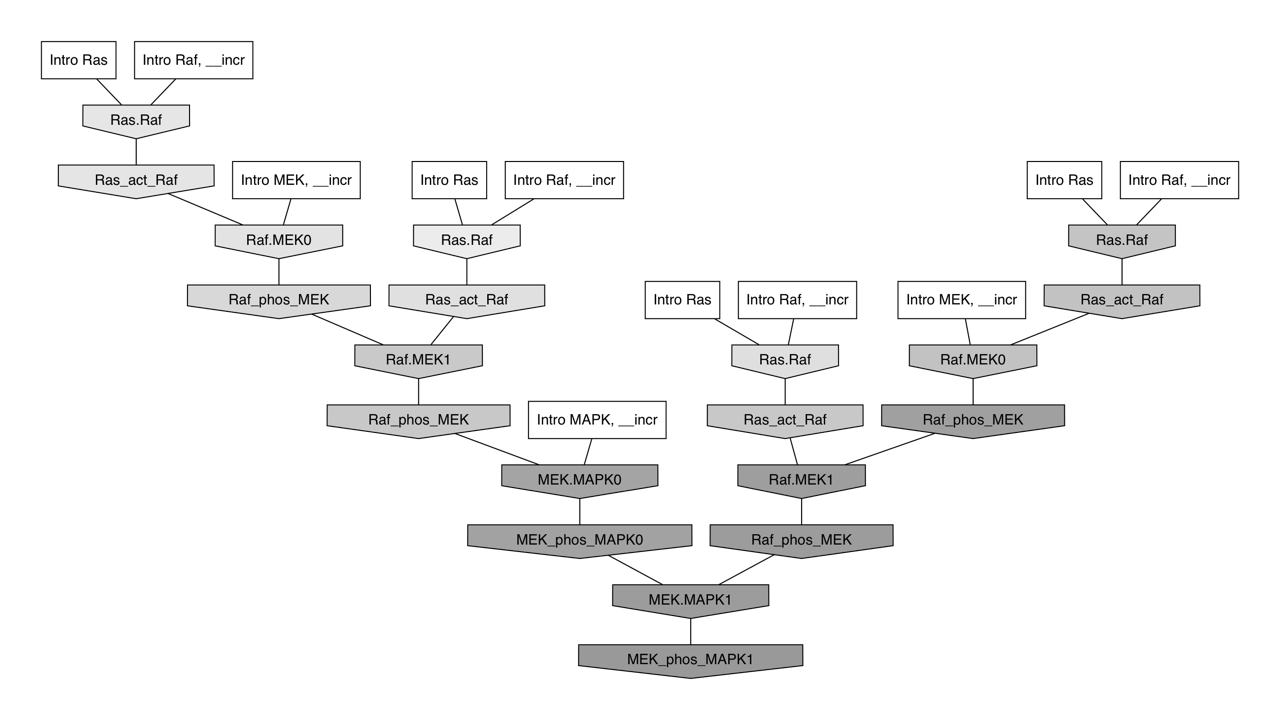 Intro Ras
Intro Raf, __incr
Ras.Raf
Ras_act_Raf
Intro MEK, __incr
Intro Ras
Intro Raf, __incr
Intro Ras
Intro Raf, __incr
Raf.MEK0
Ras.Raf
Ras.Raf
Raf_phos_MEK
Ras_act_Raf
Intro Ras
Intro Raf, __incr
Intro MEK, __incr
Ras_act_Raf
Raf.MEK1
Ras.Raf
Raf.MEK0
Raf_phos_MEK
Intro MAPK, __incr
Ras_act_Raf
Raf_phos_MEK
MEK.MAPK0
Raf.MEK1
MEK_phos_MAPK0
Raf_phos_MEK
MEK.MAPK1
MEK_phos_MAPK1